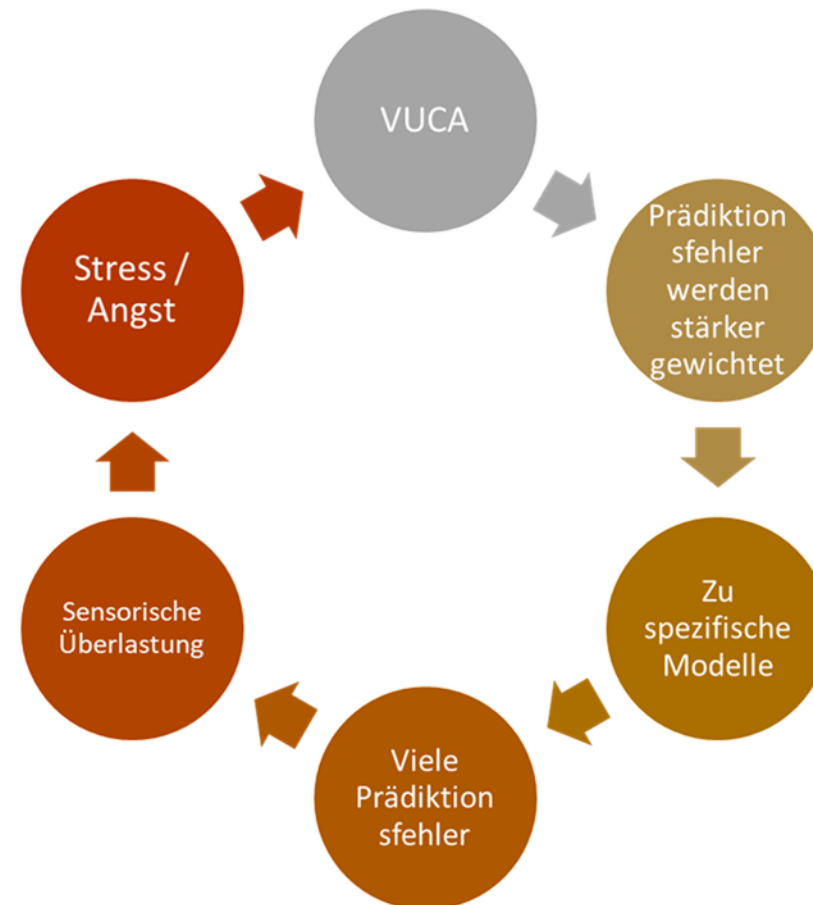 VUCA
Prädiktion
sfehler
werden
stärker
gewichtet
Zu
spezifische
Modelle
Viele
Prädiktion
sfehler
Sensorische
Überlastung
Stress /
Angst